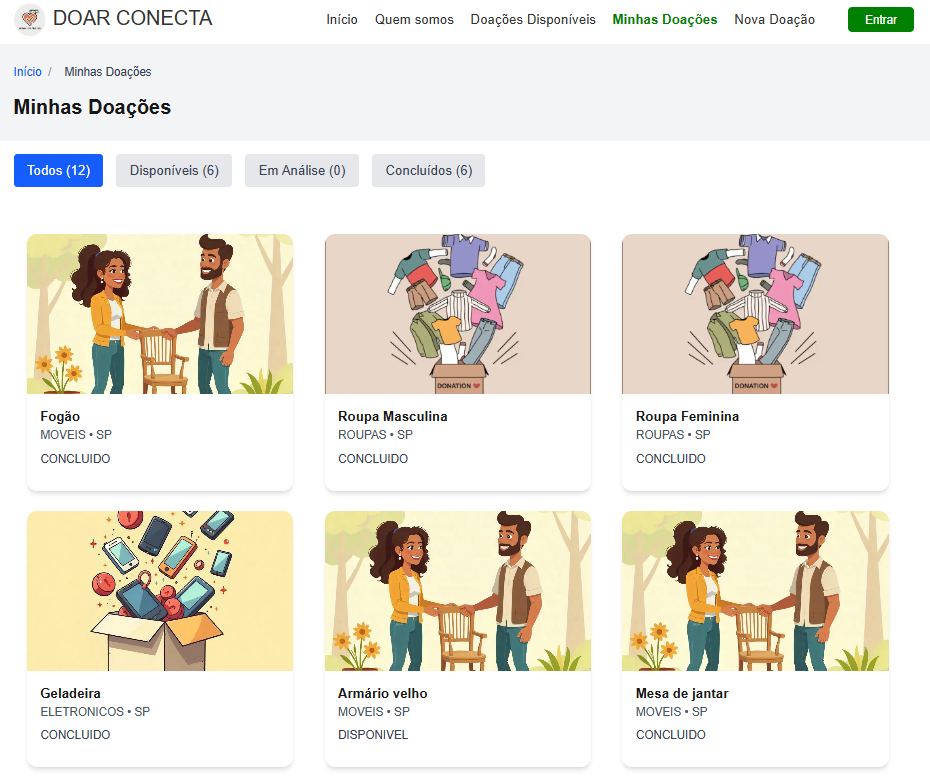 DOAR CONECTA
Início Quem somos Doações Disponíveis Minhas Doações Nova Doação Entrar
Início / Minhas Doações
Minhas Doações
Todos (12) Disponíveis (6) Em Análise (0) Concluídos (6)
DONATION
DONATION
Fogão
MOVEIS • SP
CONCLUIDO
Roupa Masculina
ROUPAS • SP
CONCLUIDO
Roupa Feminina
ROUPAS • SP
CONCLUIDO
Geladeira
ELETRONICOS • SP
CONCLUIDO
Armário velho
MOVEIS • SP
DISPONIVEL
Mesa de jantar
MOVEIS • SP
CONCLUIDO